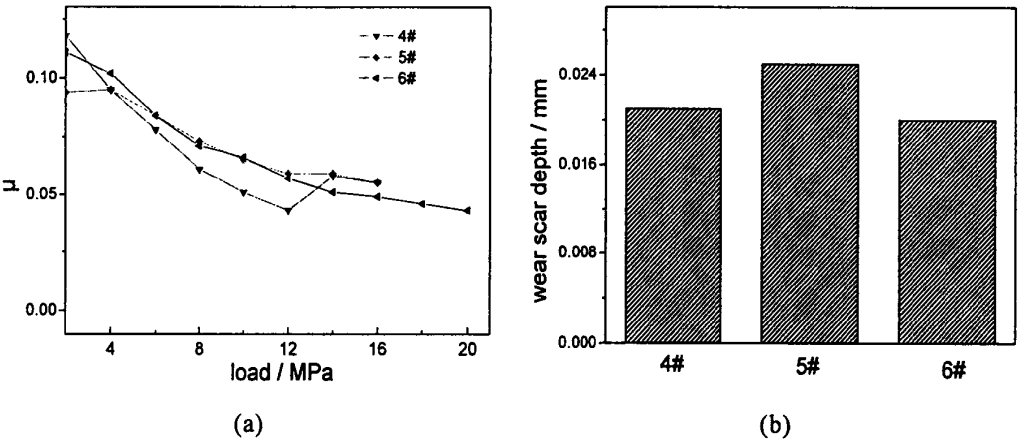 4#
5#
6#
0.10
0.05
0.00
μ
4 8 12 16 20
load / MPa
(a)
0.024
0.016
0.008
0.000
wear scar depth / mm
4# 5# 6#
(b)